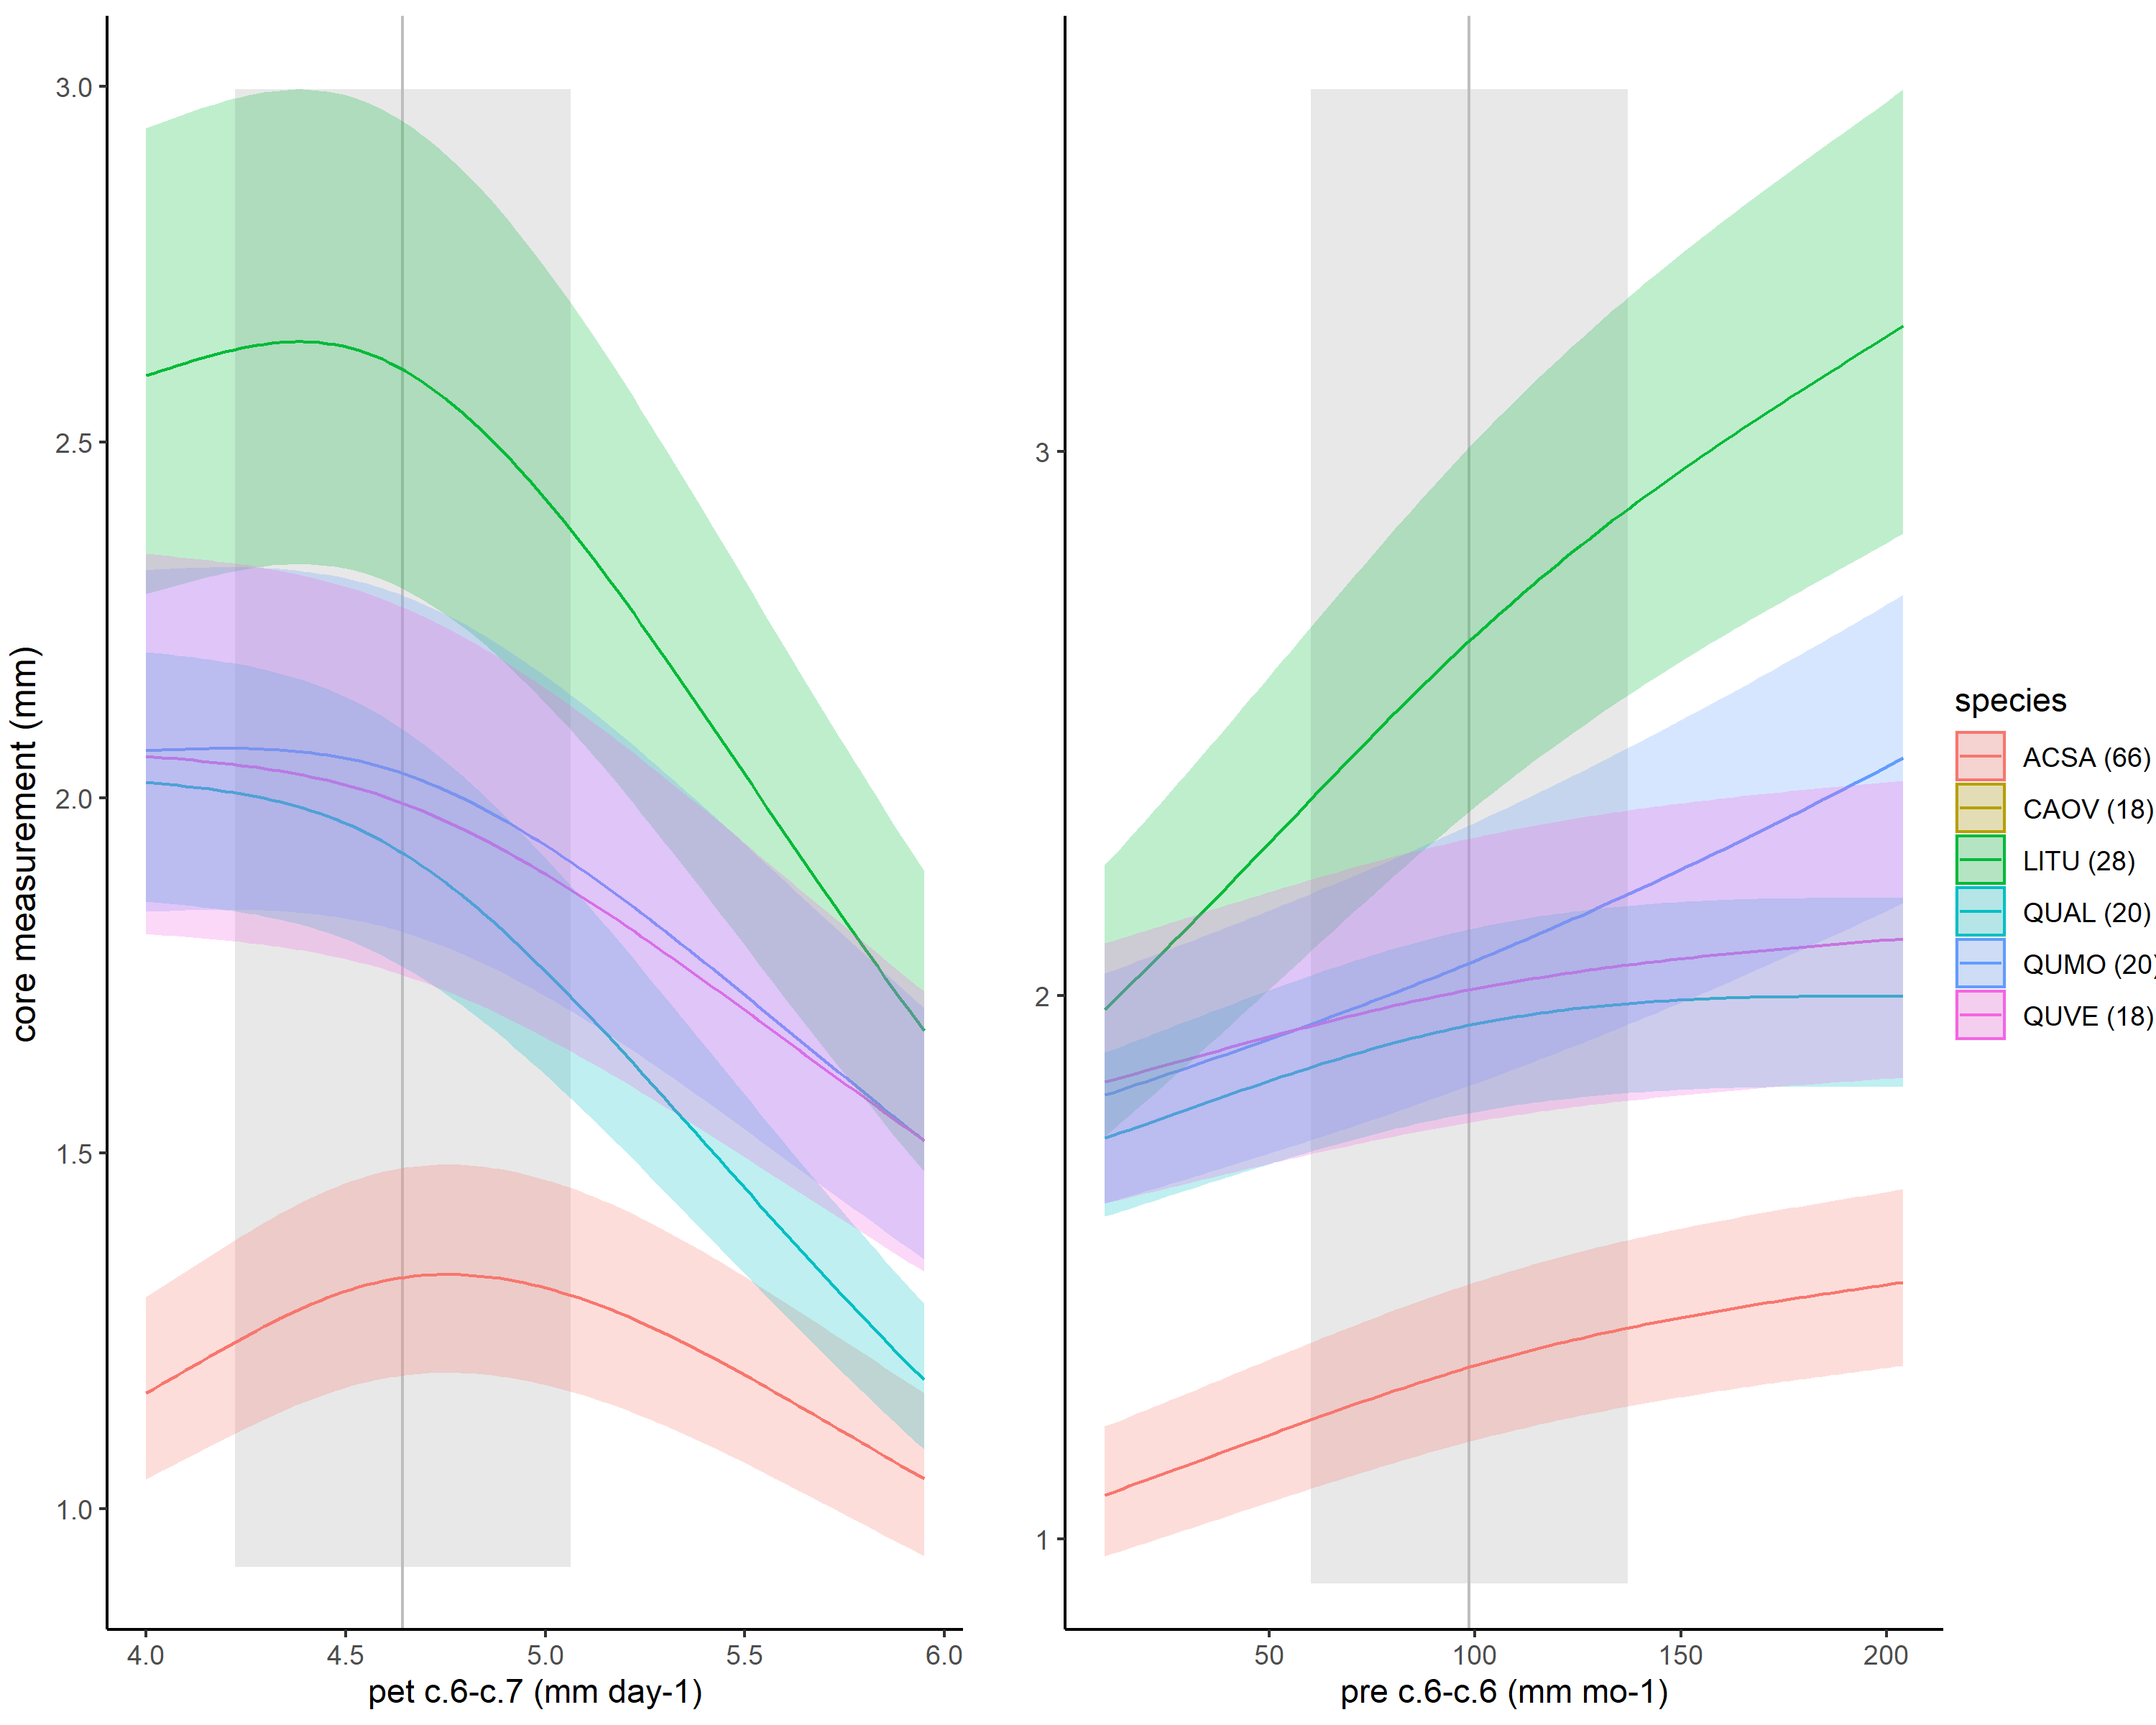 core measurement (mm)
3.0
2.5
2.0
1.5
1.0
4.0 4.5 5.0 5.5 6.0
pet c.6-c.7 (mm day-1)
3
2
1
50 100 150 200
pre c.6-c.6 (mm mo-1)
species
ACSA (66)
CAOV (18)
LITU (28)
QUAL (20)
QUMO (20)
QUVE (18)